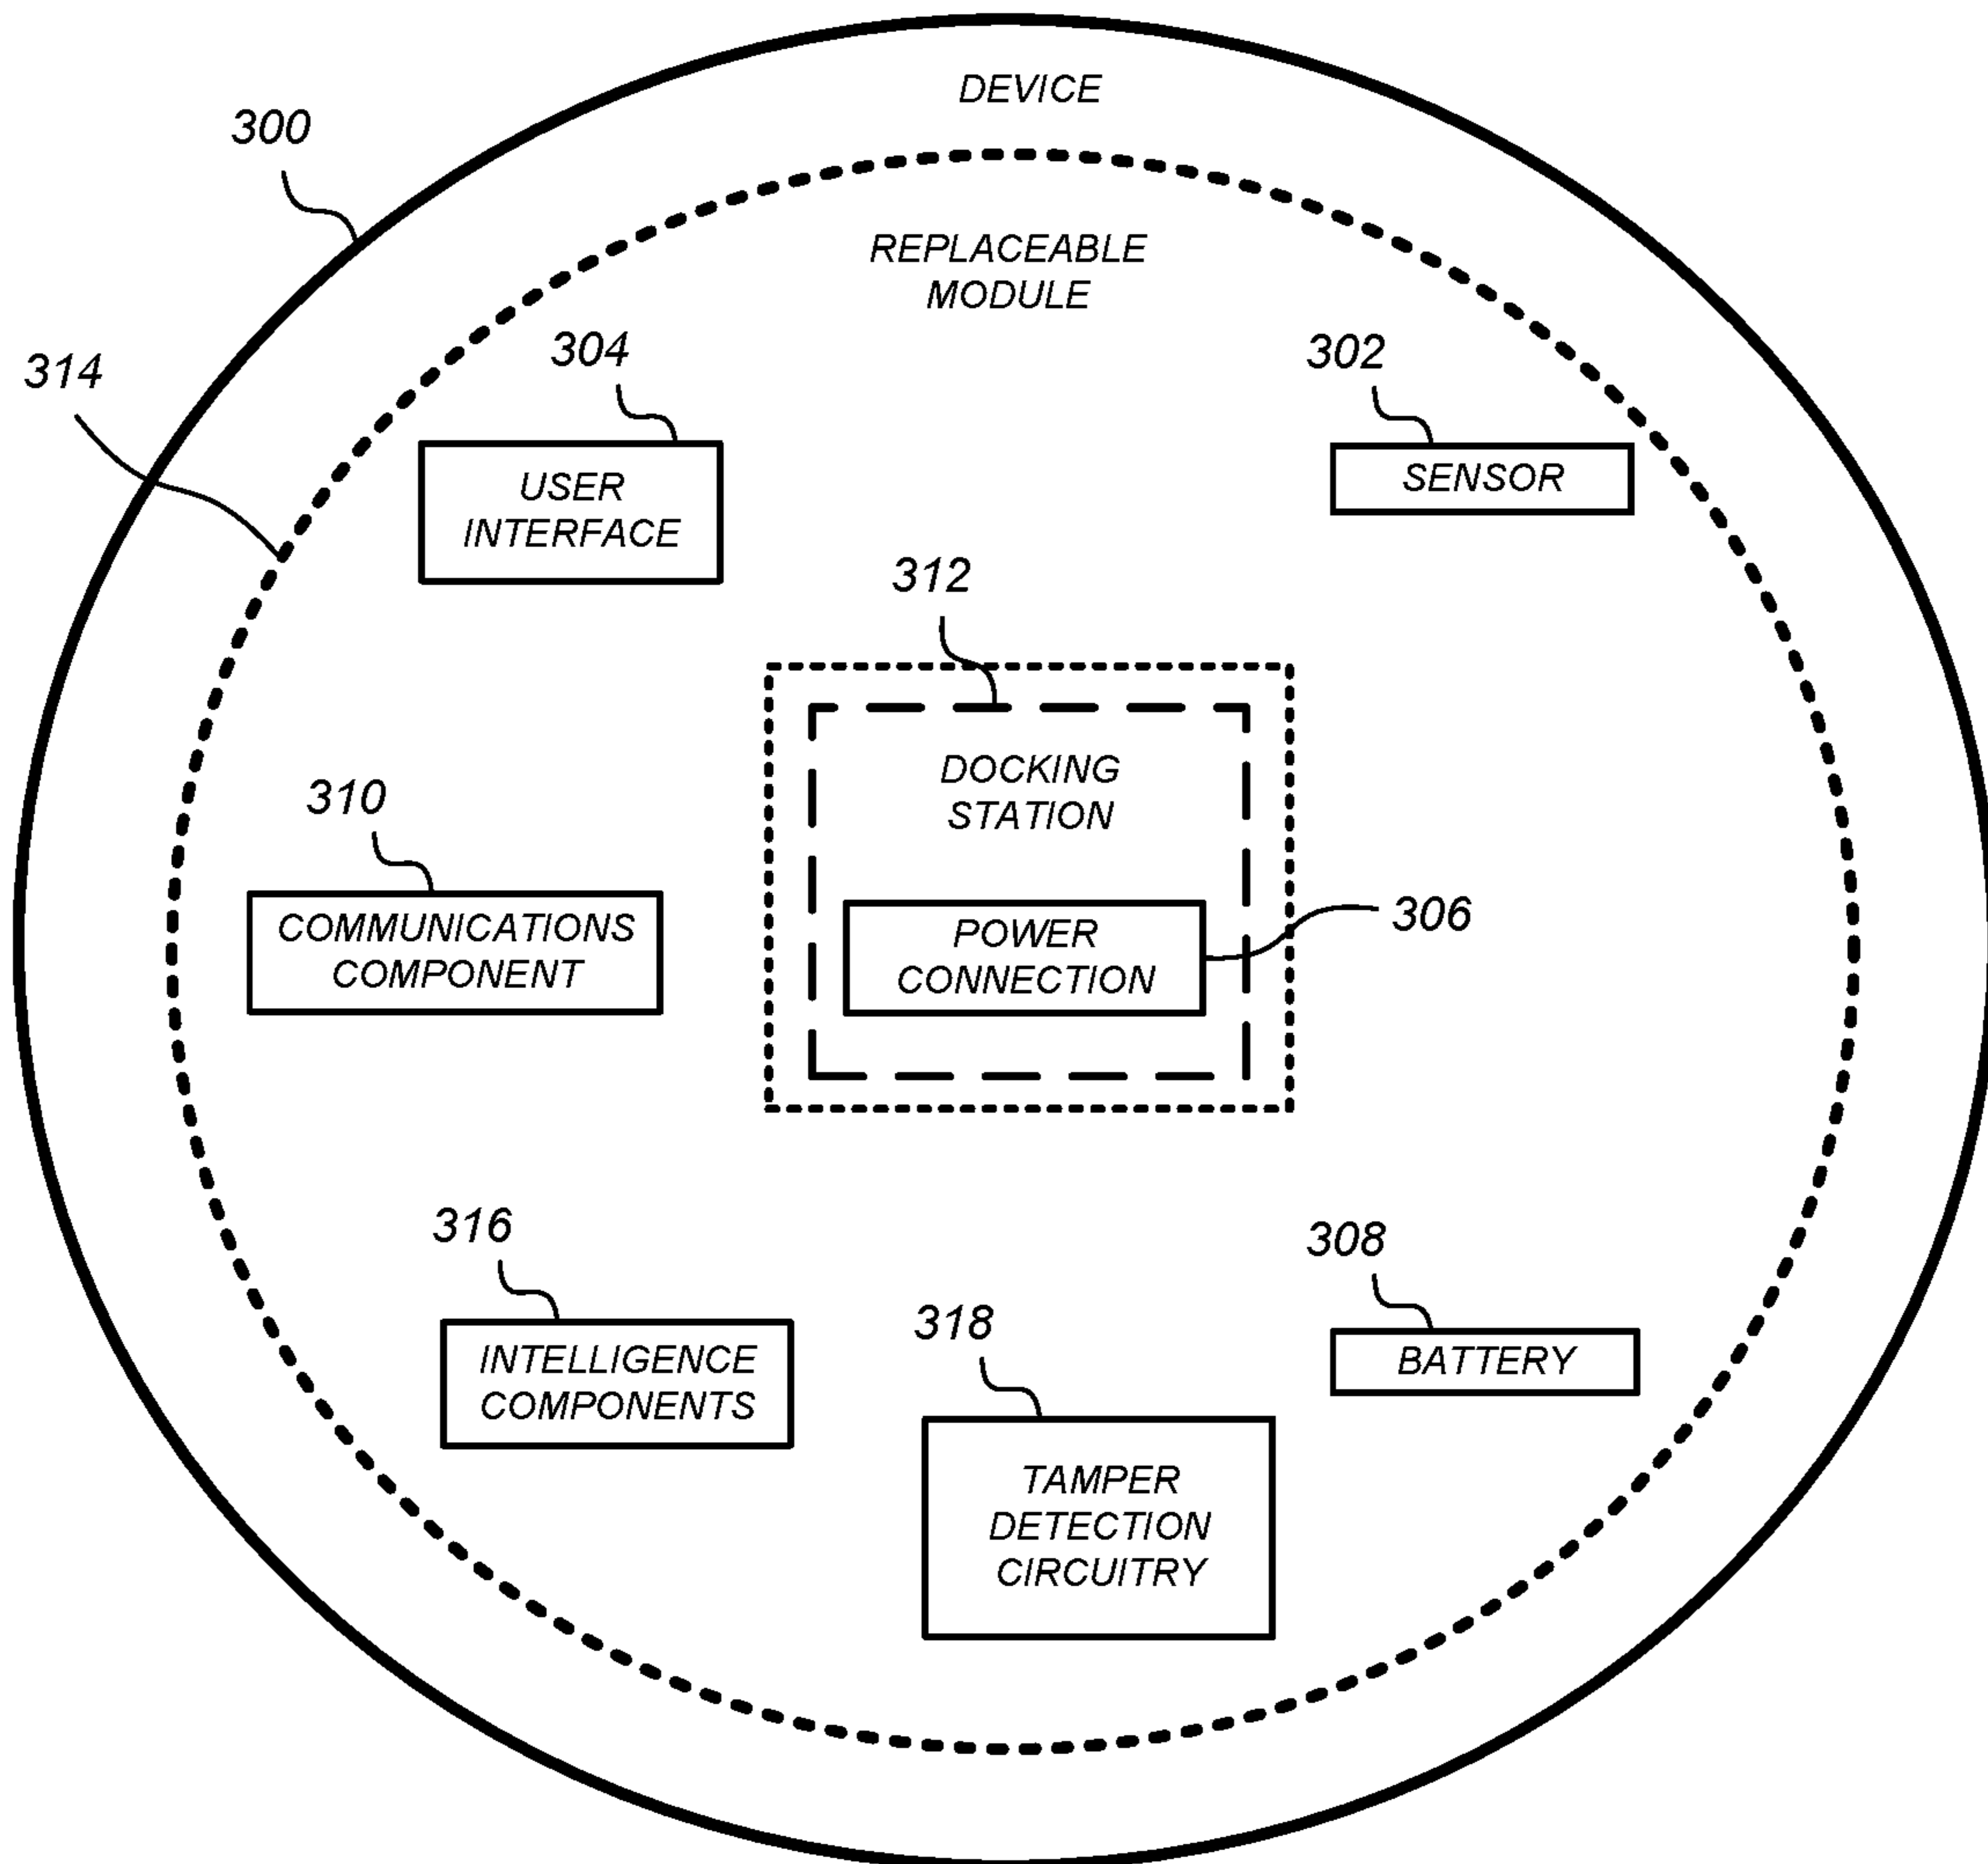 DEVICE
300
REPLACEABLE
MODULE
304
302
314
USER
INTERFACE
SENSOR
312
DOCKING
STATION
310
306
COMMUNICATIONS
COMPONENT
POWER
CONNECTION
316
308
318
INTELLIGENCE
COMPONENTS
BATTERY
TAMPER
DETECTION
CIRCUITRY